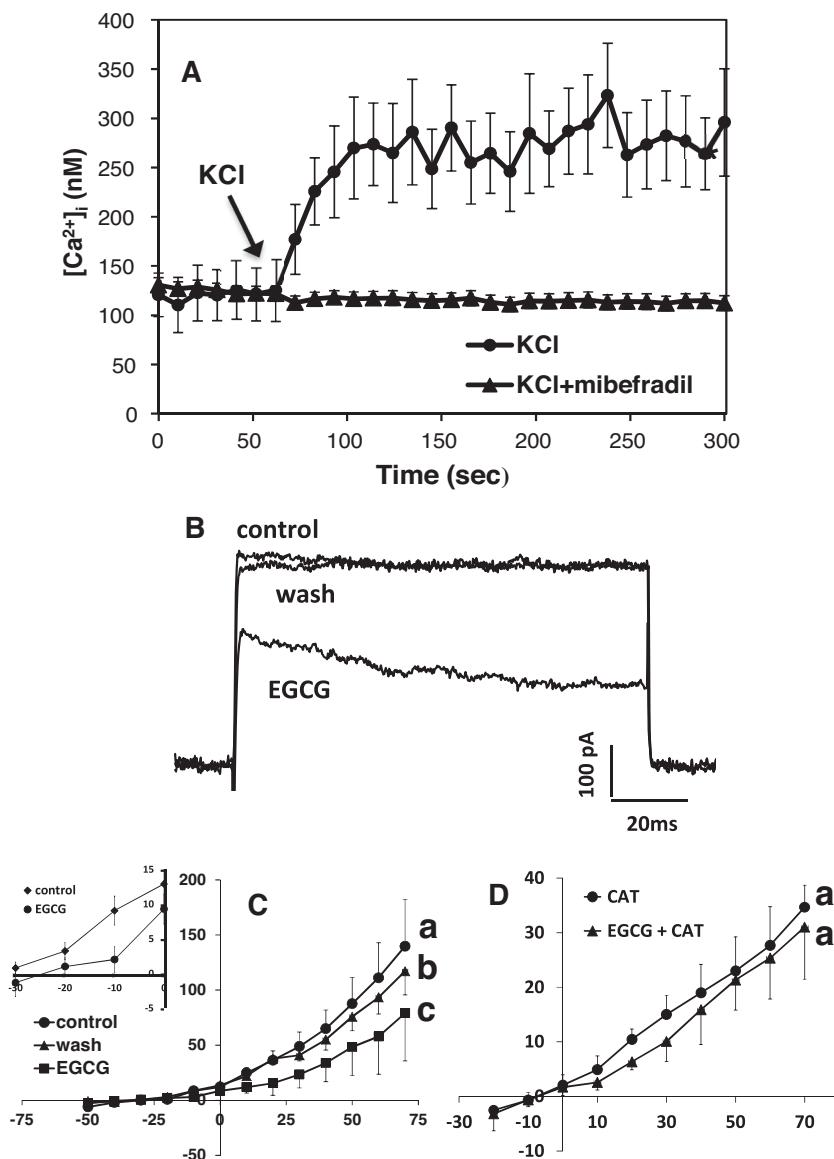 400
350
300
250
200
150
100
50
0
A
KCl
[Ca²⁺]ᵢ (nM)
KCl
KCl+mibefradil
0 50 100 150 200 250 300
Time (sec)
B
control
wash
EGCG
100 pA
20ms
control
EGCG
15
10
5
0
-5
-30 -20 -10 0
C
200
150
100
50
0
-50
control
wash
EGCG
a
b
c
-75 -50 -25 0 25 50 75
D
40
30
20
10
0
-10
CAT
EGCG + CAT
a
a
-30 -10 10 30 50 70